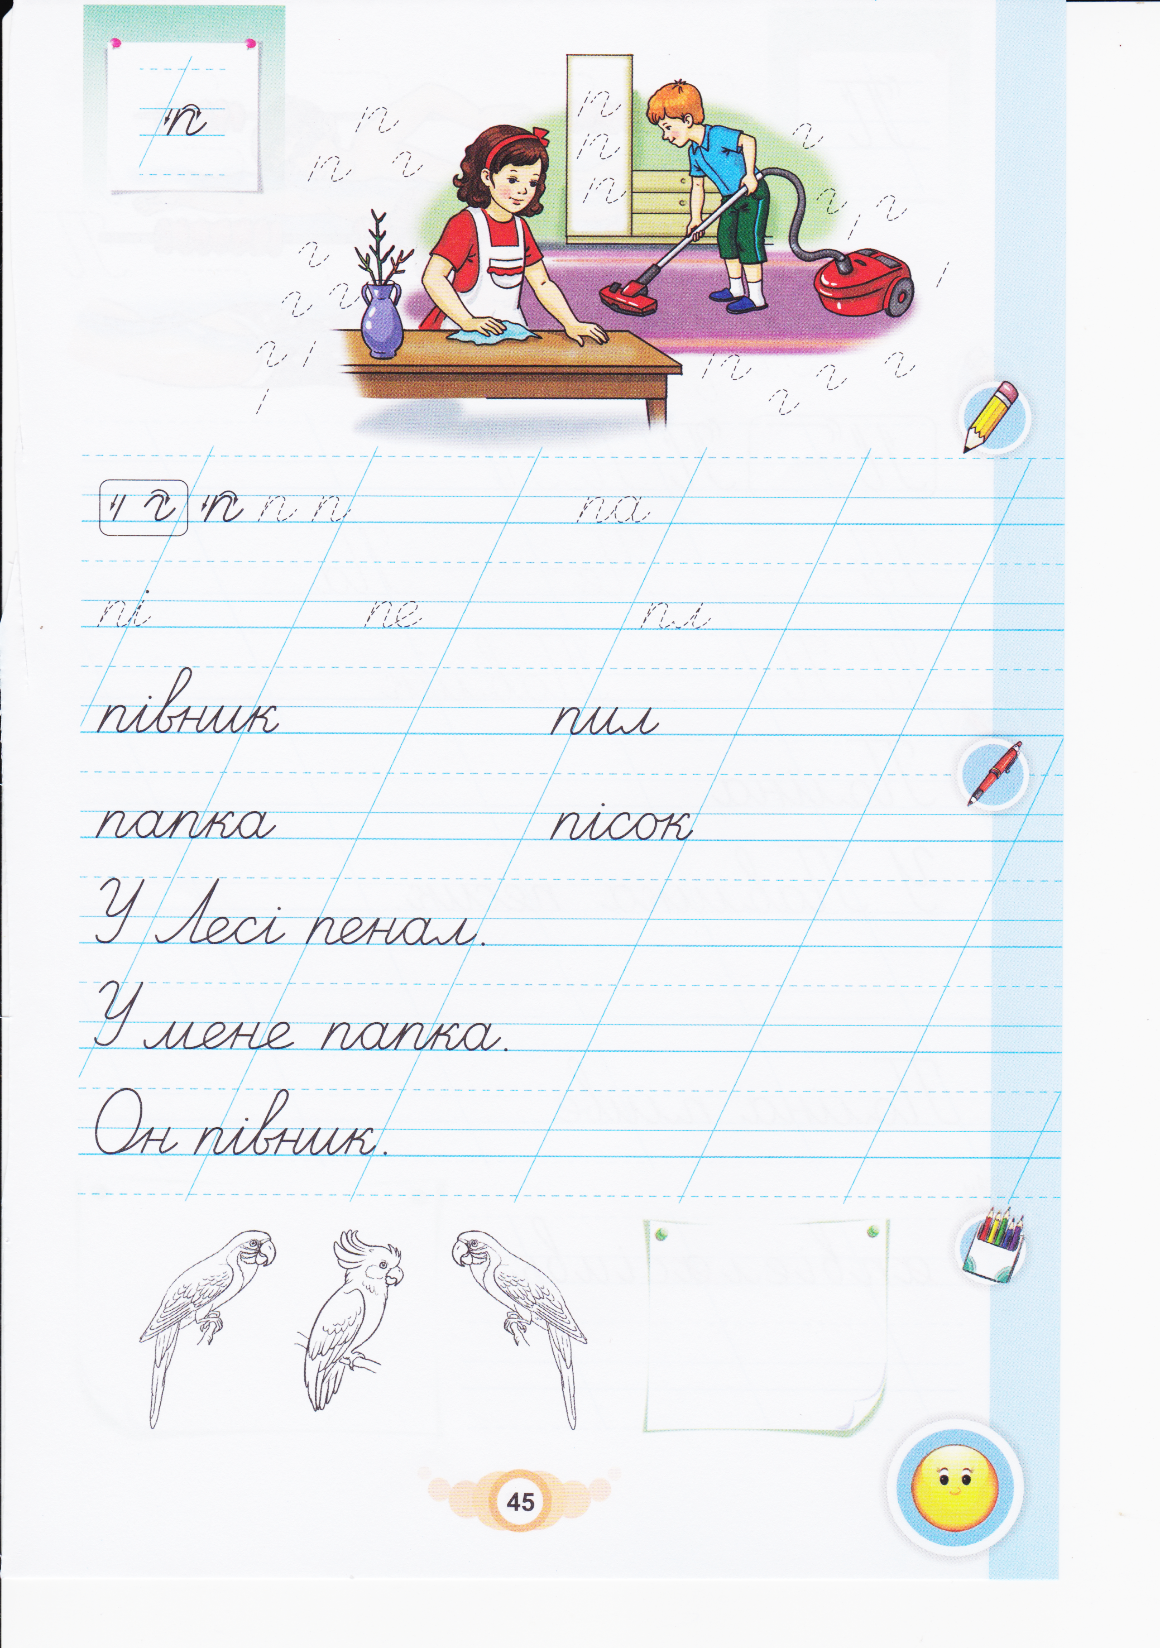 п
п п г
п п п
г г г
г г г
г
п г г г
г п п п па
пі пе пл
півник пил
папка пісок
У Лесі пенал.
У мене папка.
Он півник.
45